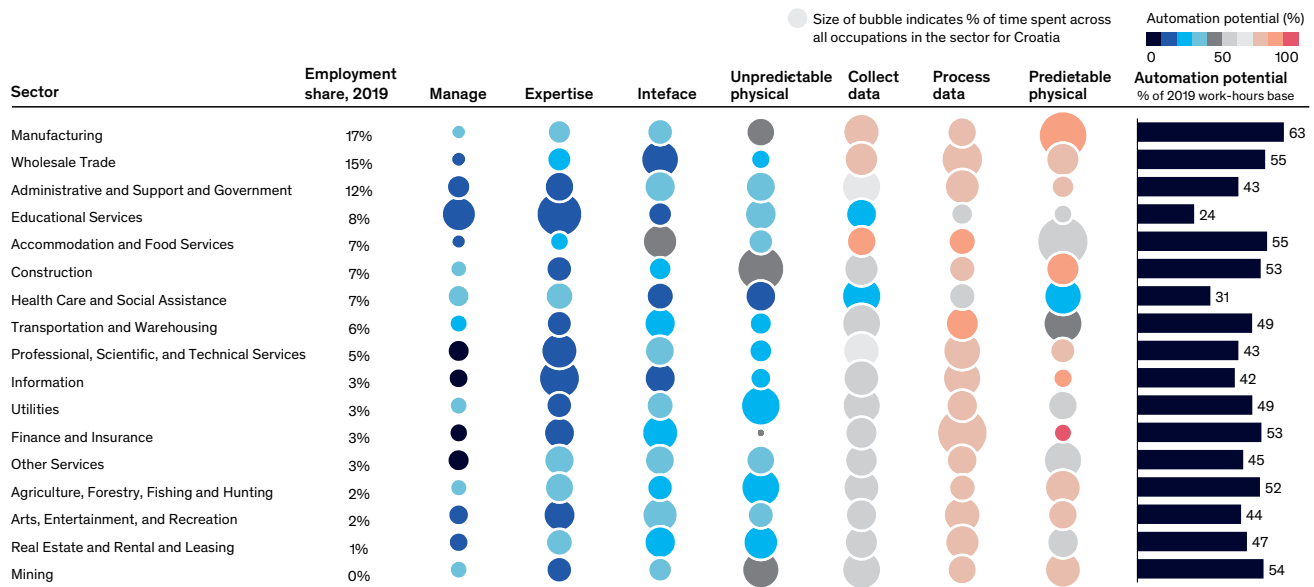 Size of bubble indicates % of time spent across
all occupations in the sector for Croatia
Automation potential (%)
0 50 100
Sector
Employment
share, 2019
Manage
Expertise
Inteface
Unpredictable
physical
Collect
data
Process
data
Predietable
physical
Automation potential
% of 2019 work-hours base
Manufacturing 17% 63
Wholesale Trade 15% 55
Administrative and Support and Government 12% 43
Educational Services 8% 24
Accommodation and Food Services 7% 55
Construction 7% 53
Health Care and Social Assistance 7% 31
Transportation and Warehousing 6% 49
Professional, Scientific, and Technical Services 5% 43
Information 3% 42
Utilities 3% 49
Finance and Insurance 3% 53
Other Services 3% 45
Agriculture, Forestry, Fishing and Hunting 2% 52
Arts, Entertainment, and Recreation 2% 44
Real Estate and Rental and Leasing 1% 47
Mining 0% 54